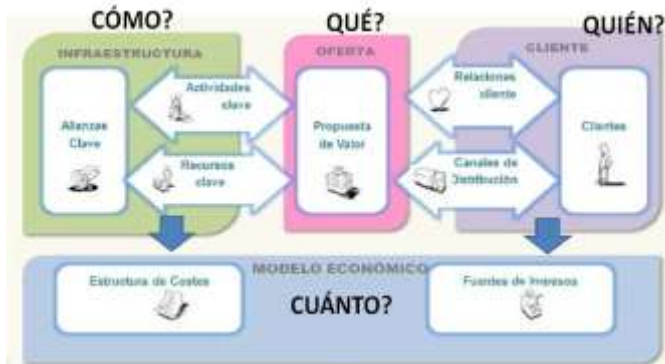 CÓMO?
QUÉ?
QUIÉN?
INFRAESTRUCTURA
OFERTA
CLIENTE
Actividades
clave
Relaciones
cliente
Alianzas
Clave
Propuesta
de Valor
Clientes
Recursos
clave
Canales de
Distribución
MODELO ECONÓMICO
Estructura de Costes
Fuentes de Ingresos
CUÁNTO?